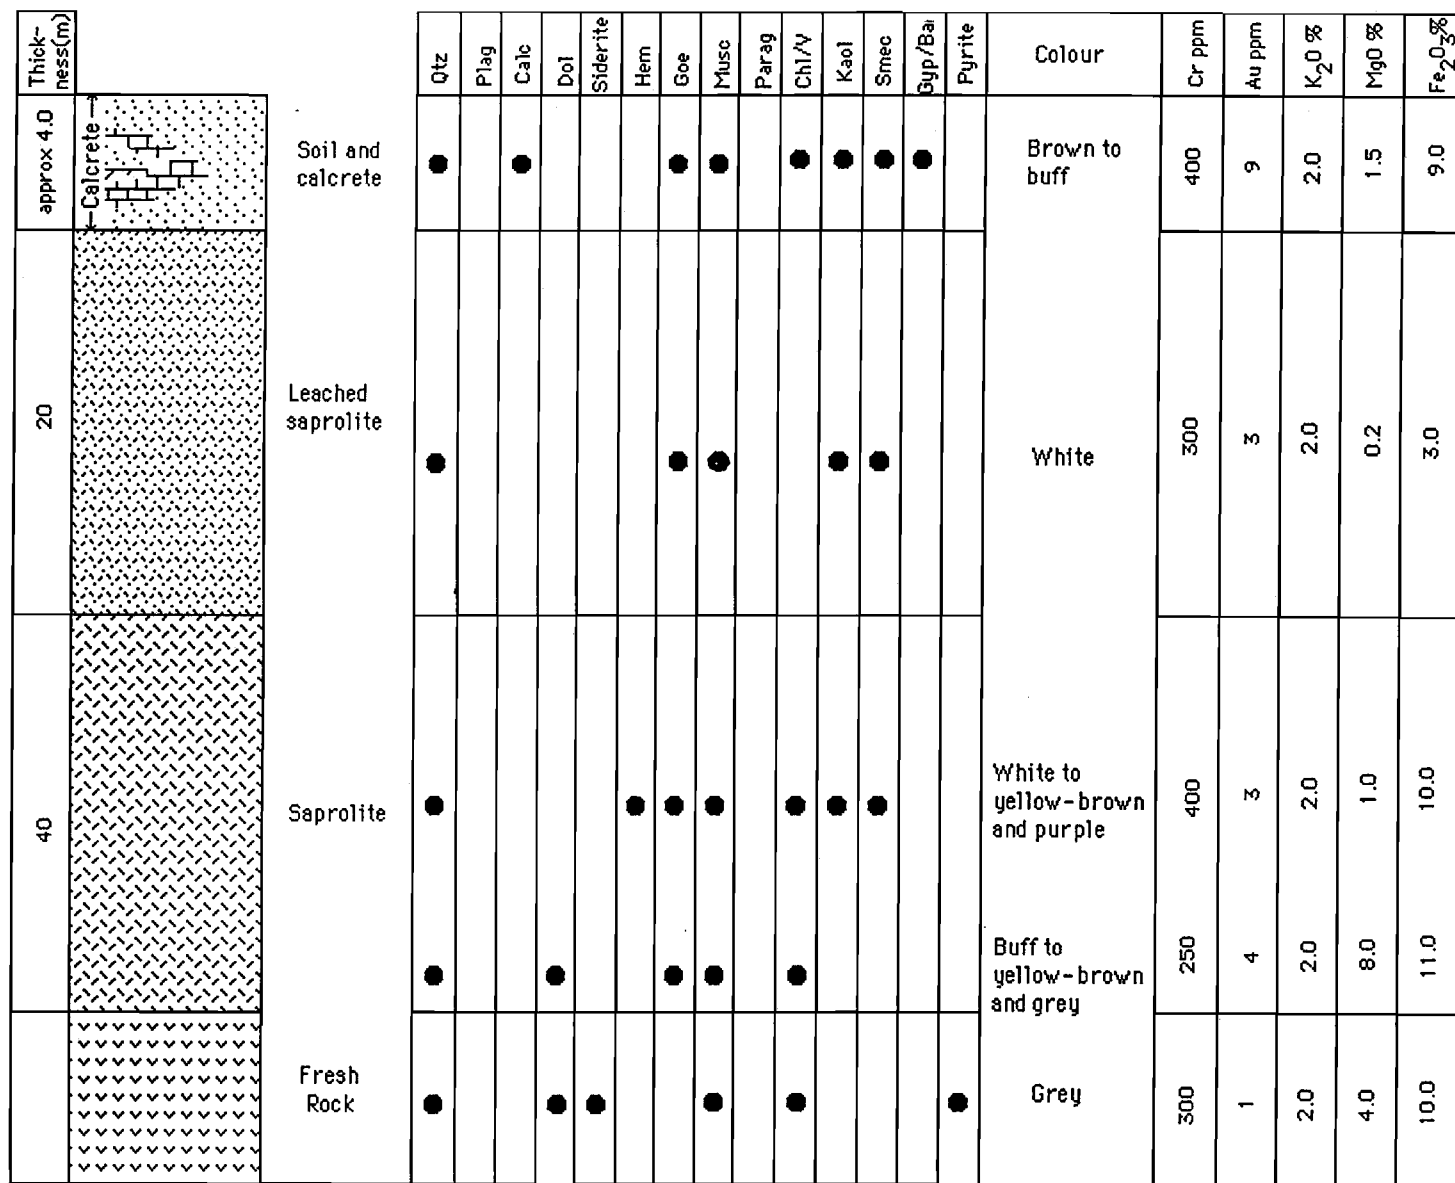 Thick-
ness(m)
Qtz
Plag
Calc
Dol
Siderite
Hem
Goe
Musc
Parag
Chl/V
Kaol
Smec
Gyp/Ba
Pyrite
Colour
Cr ppm
Au ppm
K2O %
MgO %
Fe2O3%
approx 4.0
Calcrete
Soil and
calcrete
Brown to
buff
400
9
2.0
1.5
9.0
20
Leached
saprolite
White
300
3
2.0
0.2
3.0
40
Saprolite
White to
yellow-brown
and purple
400
3
2.0
1.0
10.0
Buff to
yellow-brown
and grey
250
4
2.0
8.0
11.0
Fresh
Rock
Grey
300
1
2.0
4.0
10.0